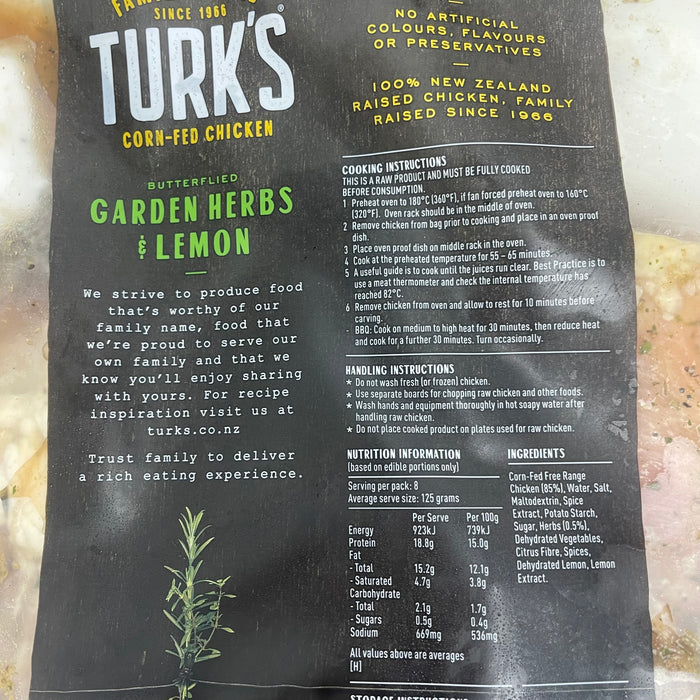 SINCE 1966
TURK'S
®
CORN-FED CHICKEN
BUTTERFLIED
GARDEN HERBS
& LEMON
We strive to produce food
that's worthy of our
family name, food that
we're proud to serve our
own family and that we
know you'll enjoy sharing
with yours. For recipe
inspiration visit us at
turks.co.nz
Trust family to deliver
a rich eating experience.
NO ARTIFICIAL
COLOURS, FLAVOURS
OR PRESERVATIVES
100% NEW ZEALAND
RAISED CHICKEN, FAMILY
RAISED SINCE 1966
COOKING INSTRUCTIONS
THIS IS A RAW PRODUCT AND MUST BE FULLY COOKED
BEFORE CONSUMPTION.
1 Preheat oven to 180°C (360°F), if fan forced preheat oven to 160°C
(320°F). Oven rack should be in the middle of oven.
2 Remove chicken from bag prior to cooking and place in an oven proof
dish.
3 Place oven proof dish on middle rack in the oven.
4 Cook at the preheated temperature for 55 - 65 minutes.
5 A useful guide is to cook until the juices run clear. Best Practice is to
use a meat thermometer and check the internal temperature has
reached 82°C.
6 Remove chicken from oven and allow to rest for 10 minutes before
carving.
- BBQ: Cook on medium to high heat for 30 minutes, then reduce heat
and cook for a further 30 minutes. Turn occasionally.
HANDLING INSTRUCTIONS
* Do not wash fresh (or frozen) chicken.
* Use separate boards for chopping raw chicken and other foods.
* Wash hands and equipment thoroughly in hot soapy water after
handling raw chicken.
* Do not place cooked product on plates used for raw chicken.
NUTRITION INFORMATION
(based on edible portions only)
Serving per pack: 8
Average serve size: 125 grams
Per Serve Per 100g
Energy 923kJ 739kJ
Protein 18.8g 15.0g
Fat
- Total 15.2g 12.1g
- Saturated 4.7g 3.8g
Carbohydrate
- Total 2.1g 1.7g
- Sugars 0.5g 0.4g
Sodium 669mg 536mg
All values above are averages
[H]
INGREDIENTS
Corn-Fed Free Range
Chicken (85%), Water, Salt,
Maltodextrin, Spice
Extract, Potato Starch,
Sugar, Herbs (0.5%),
Dehydrated Vegetables,
Citrus Fibre, Spices,
Dehydrated Lemon, Lemon
Extract.
STORAGE INSTRUCTIONS